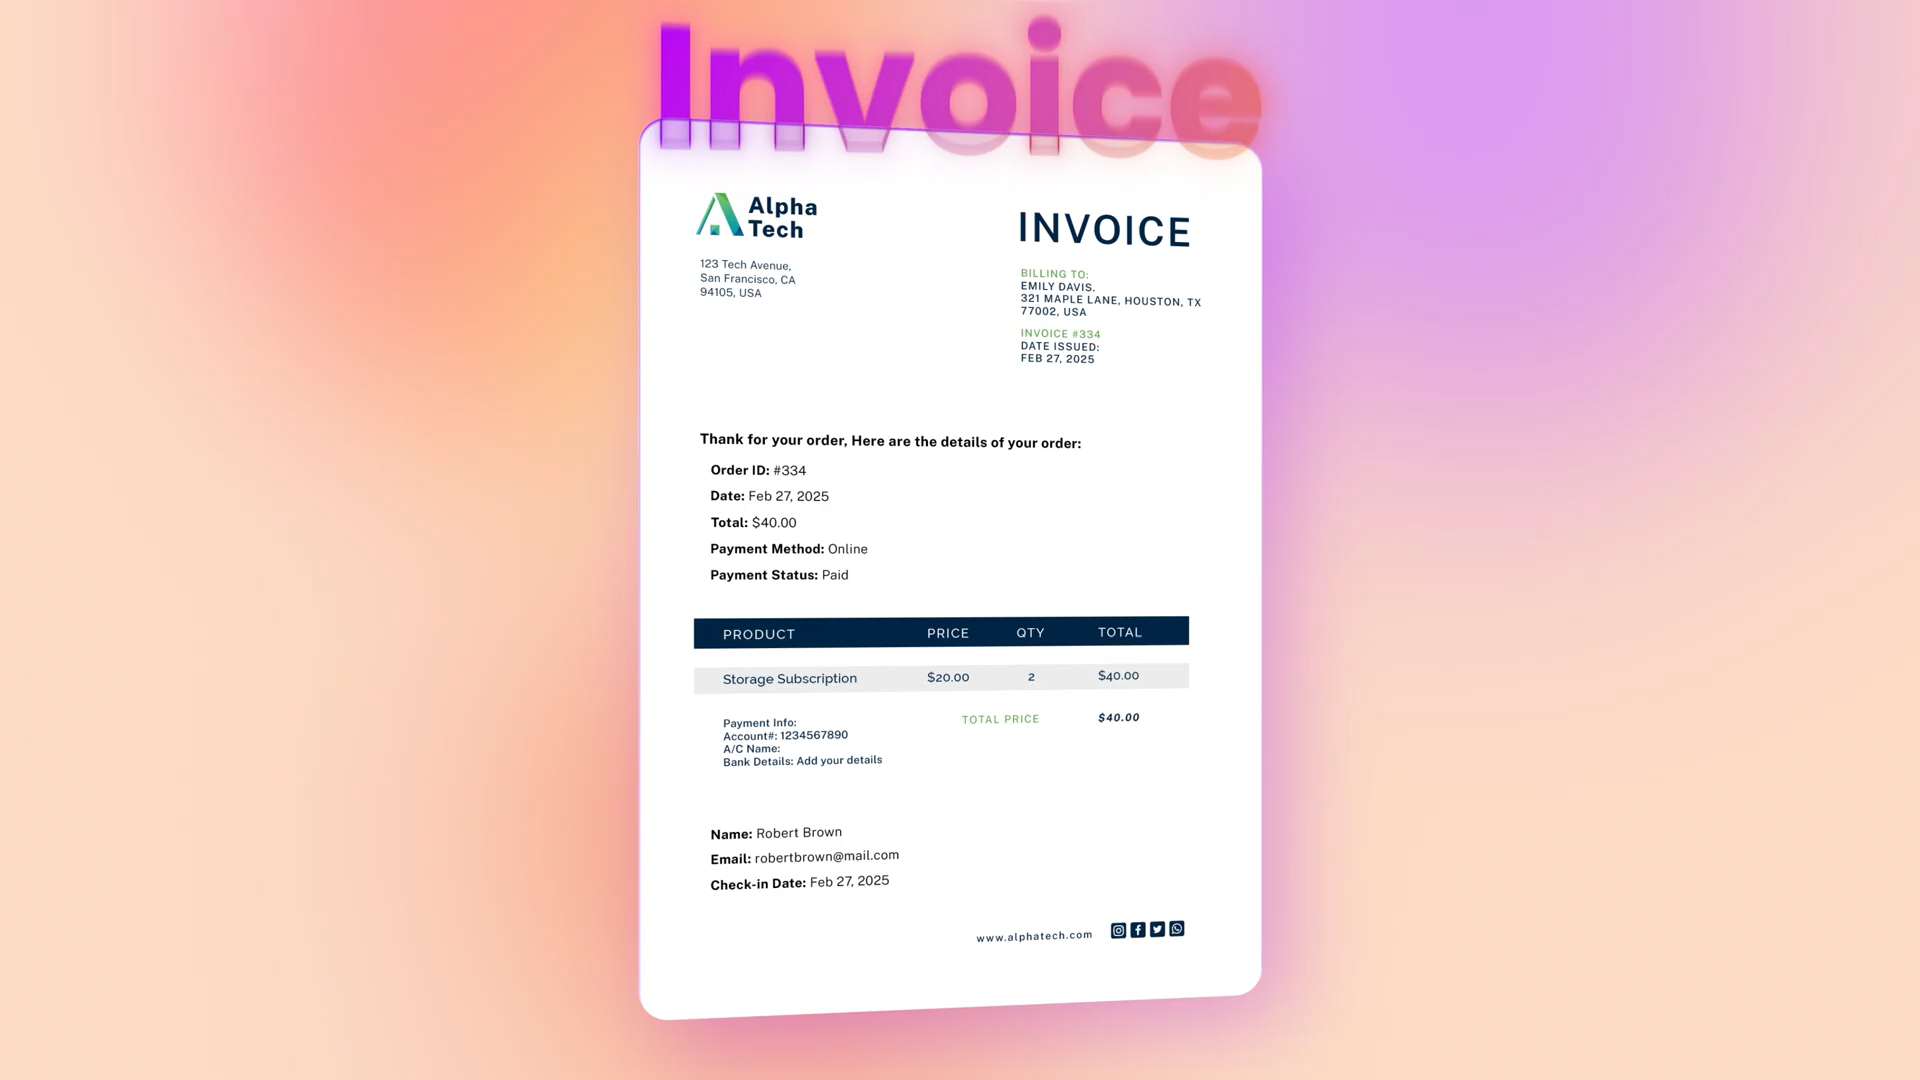 Invoice
Alpha
Tech
123 Tech Avenue,
San Francisco, CA
94105, USA
INVOICE
BILLING TO:
EMILY DAVIS.
321 MAPLE LANE, HOUSTON, TX
77002, USA
INVOICE #334
DATE ISSUED:
FEB 27, 2025
Thank for your order, Here are the details of your order:
Order ID: #334
Date: Feb 27, 2025
Total: $40.00
Payment Method: Online
Payment Status: Paid
PRODUCT PRICE QTY TOTAL
Storage Subscription $20.00 2 $40.00
TOTAL PRICE $40.00
Payment Info:
Account#: 1234567890
A/C Name:
Bank Details: Add your details
Name: Robert Brown
Email: robertbrown@mail.com
Check-in Date: Feb 27, 2025
www.alphatech.com